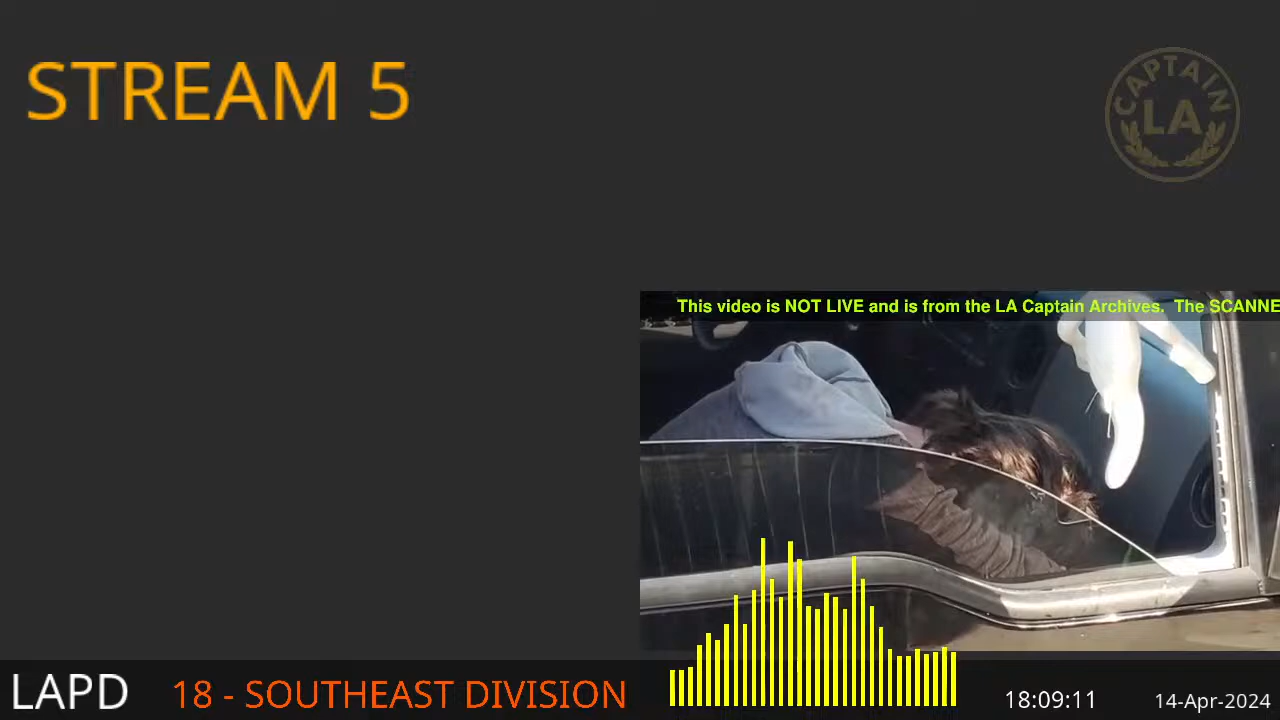 STREAM 5
CAPTAIN
LA
This video is NOT LIVE and is from the LA Captain Archives. The SCANNE
LAPD 18 - SOUTHEAST DIVISION 18:09:11 14-Apr-2024